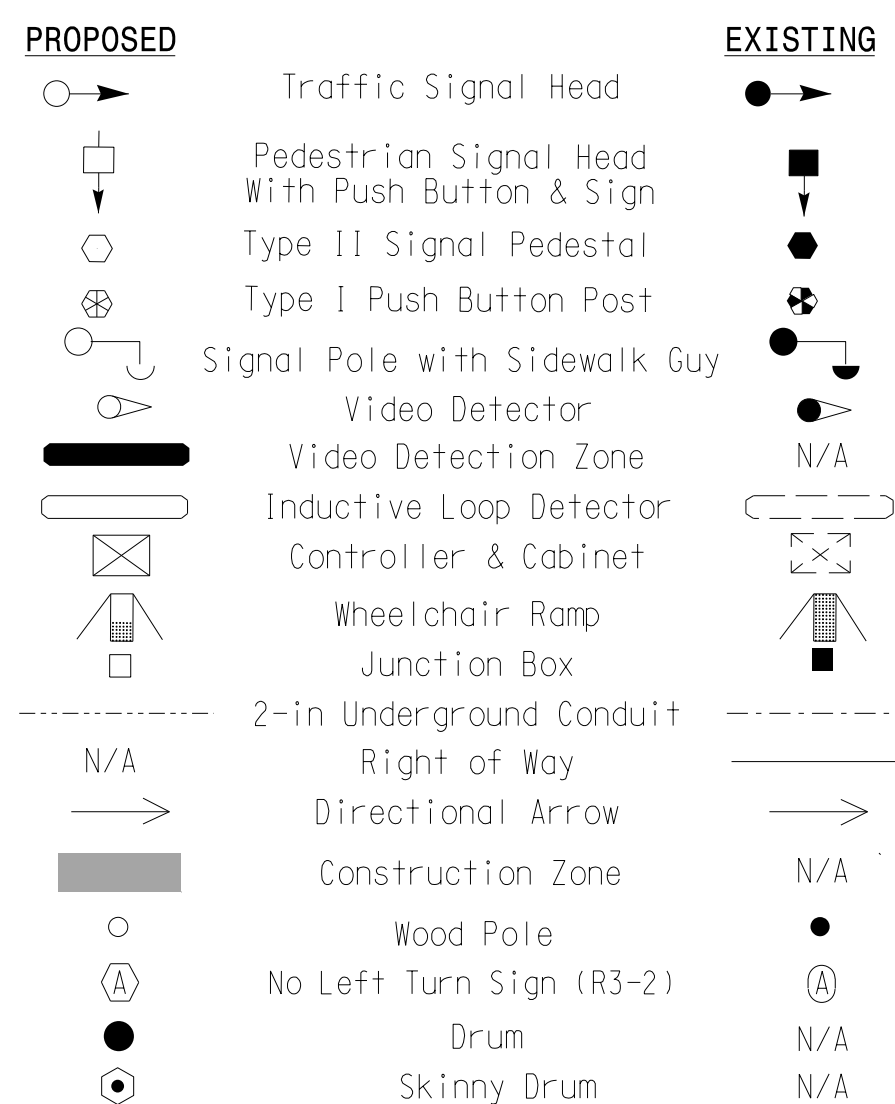 PROPOSED EXISTING
Traffic Signal Head
Pedestrian Signal Head
With Push Button & Sign
Type II Signal Pedestal
Type I Push Button Post
Signal Pole with Sidewalk Guy
Video Detector
Video Detection Zone N/A
Inductive Loop Detector
Controller & Cabinet
Wheelchair Ramp
Junction Box
2-in Underground Conduit
N/A Right of Way
Directional Arrow
Construction Zone N/A
Wood Pole
A No Left Turn Sign (R3-2) A
Drum N/A
Skinny Drum N/A